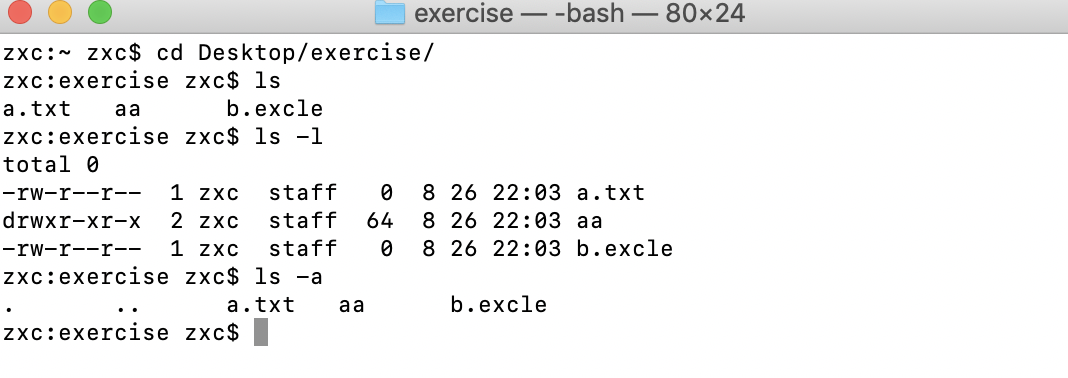 exercise — -bash — 80×24
zxc:~ zxc$ cd Desktop/exercise/
zxc:exercise zxc$ ls
a.txt   aa      b.excle
zxc:exercise zxc$ ls -l
total 0
-rw-r--r--  1 zxc  staff   0  8 26 22:03 a.txt
drwxr-xr-x  2 zxc  staff  64  8 26 22:03 aa
-rw-r--r--  1 zxc  staff   0  8 26 22:03 b.excle
zxc:exercise zxc$ ls -a
.       ..      a.txt   aa      b.excle
zxc:exercise zxc$